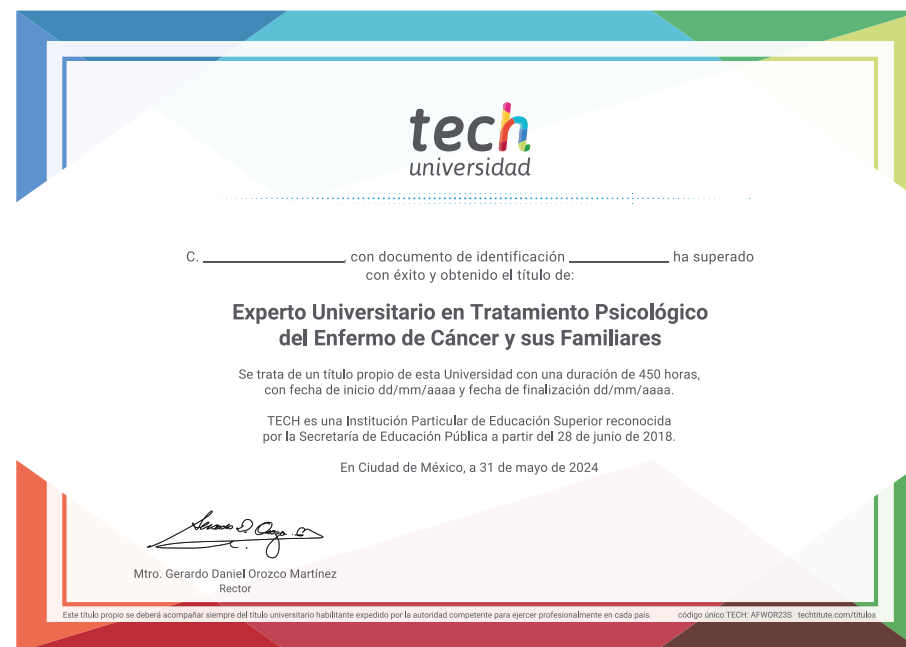 tech
universidad
C. ____________________, con documento de identificación ______________ ha superado
con éxito y obtenido el título de:
Experto Universitario en Tratamiento Psicológico
del Enfermo de Cáncer y sus Familiares
Se trata de un título propio de esta Universidad con una duración de 450 horas,
con fecha de inicio dd/mm/aaaa y fecha de finalización dd/mm/aaaa.
TECH es una Institución Particular de Educación Superior reconocida
por la Secretaría de Educación Pública a partir del 28 de junio de 2018.
En Ciudad de México, a 31 de mayo de 2024
Mtro. Gerardo Daniel Orozco Martínez
Rector
Este título propio se deberá acompañar siempre del título universitario habilitante expedido por la autoridad competente para ejercer profesionalmente en cada país. código único TECH: AFWOR23S techtitute.com/titulos